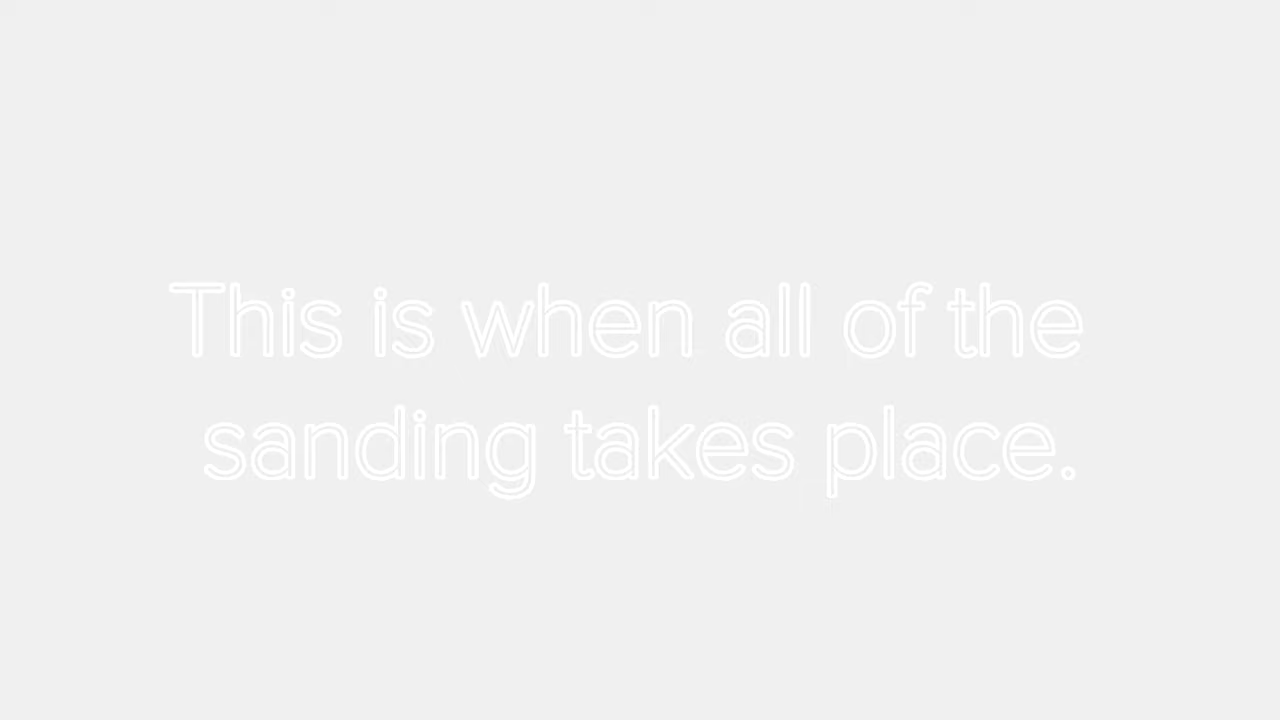 This is when all of the
sanding takes place.